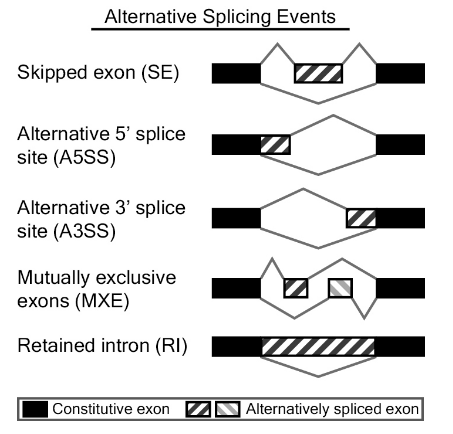 Alternative Splicing Events
Skipped exon (SE)
Alternative 5’ splice
site (A5SS)
Alternative 3’ splice
site (A3SS)
Mutually exclusive
exons (MXE)
Retained intron (RI)
Constitutive exon Alternatively spliced exon